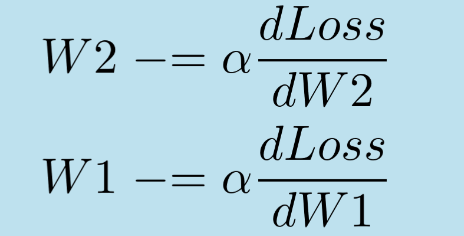 W2 −= α dLoss/dW2
W1 −= α dLoss/dW1